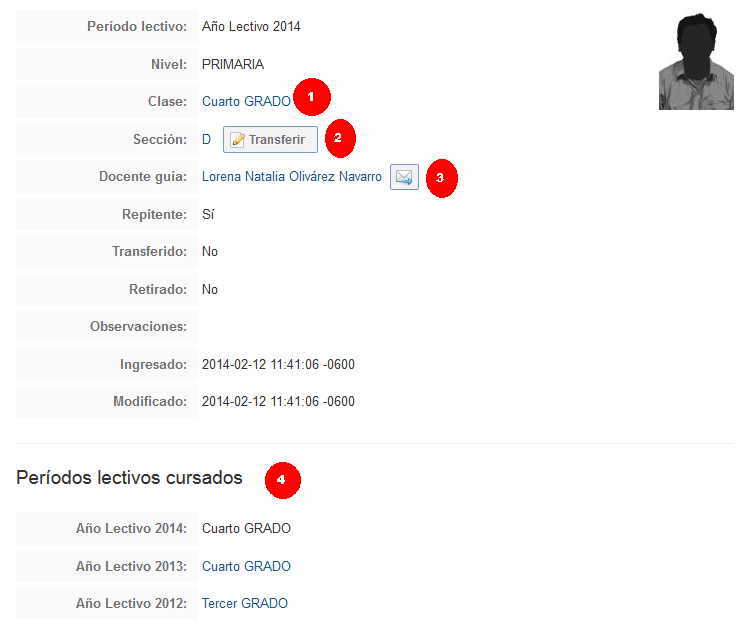 Período lectivo: Año Lectivo 2014
Nivel: PRIMARIA
Clase: Cuarto GRADO 1
Sección: D Transferir 2
Docente guía: Lorena Natalia Olivárez Navarro 3
Repitente: Sí
Transferido: No
Retirado: No
Observaciones:
Ingresado: 2014-02-12 11:41:06 -0600
Modificado: 2014-02-12 11:41:06 -0600
Períodos lectivos cursados 4
Año Lectivo 2014: Cuarto GRADO
Año Lectivo 2013: Cuarto GRADO
Año Lectivo 2012: Tercer GRADO